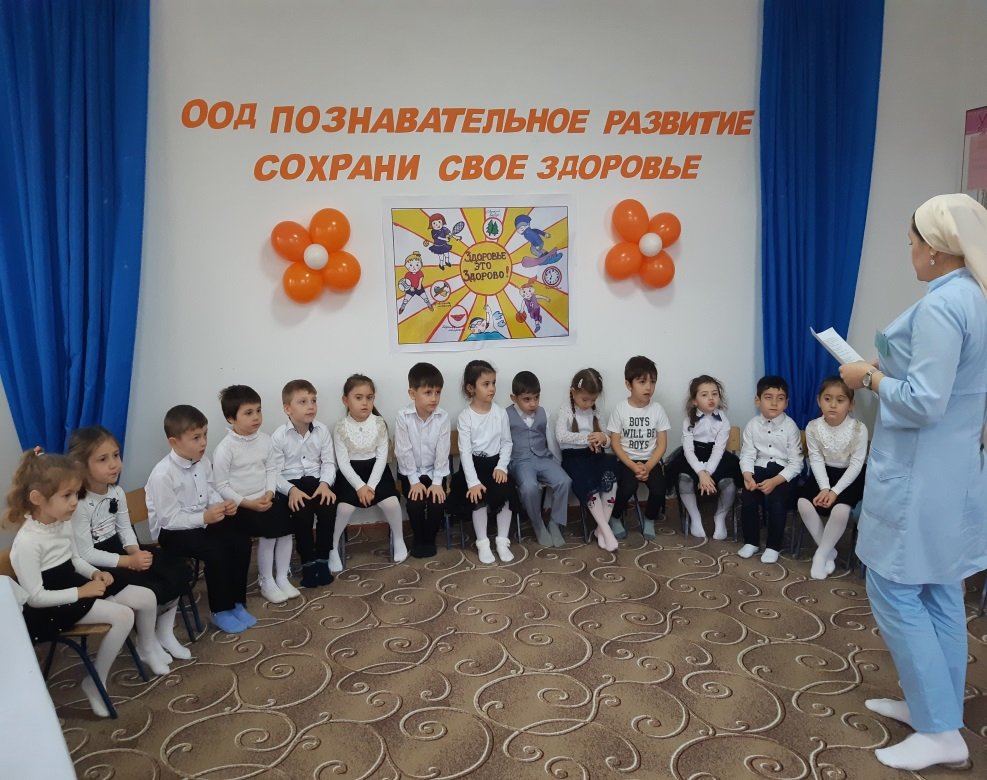 ООД ПОЗНАВАТЕЛЬНОЕ РАЗВИТИЕ
СОХРАНИ СВОЕ ЗДОРОВЬЕ
ЗДОРОВЬЕ
ЭТО
ЗДОРОВО!
BOYS
WILL BE
BOYS